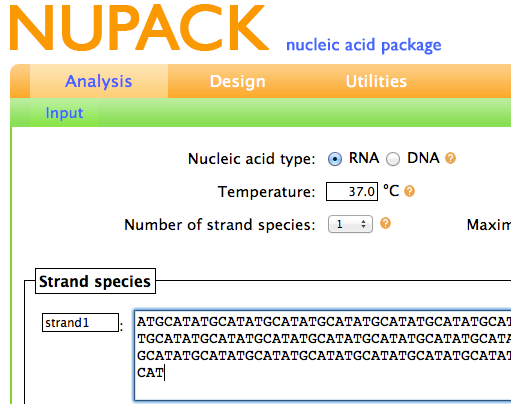 NUPACK nucleic acid package
Analysis Design Utilities
Input
Nucleic acid type: RNA DNA ?
Temperature: 37.0 °C ?
Number of strand species: 1 ? Maxim
Strand species
strand1 : ATGCATATGCATATGCATATGCATATGCATATGCATATGCAT
TGCATATGCATATGCATATGCATATGCATATGCATATGCATA
GCATATGCATATGCATATGCATATGCATATGCATATGCATAT
CAT